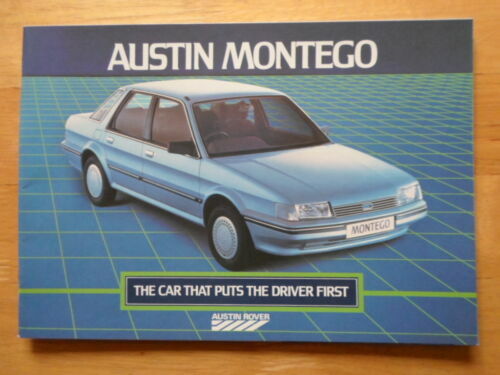 AUSTIN MONTEGO
MONTEGO
THE CAR THAT PUTS THE DRIVER FIRST
AUSTIN ROVER